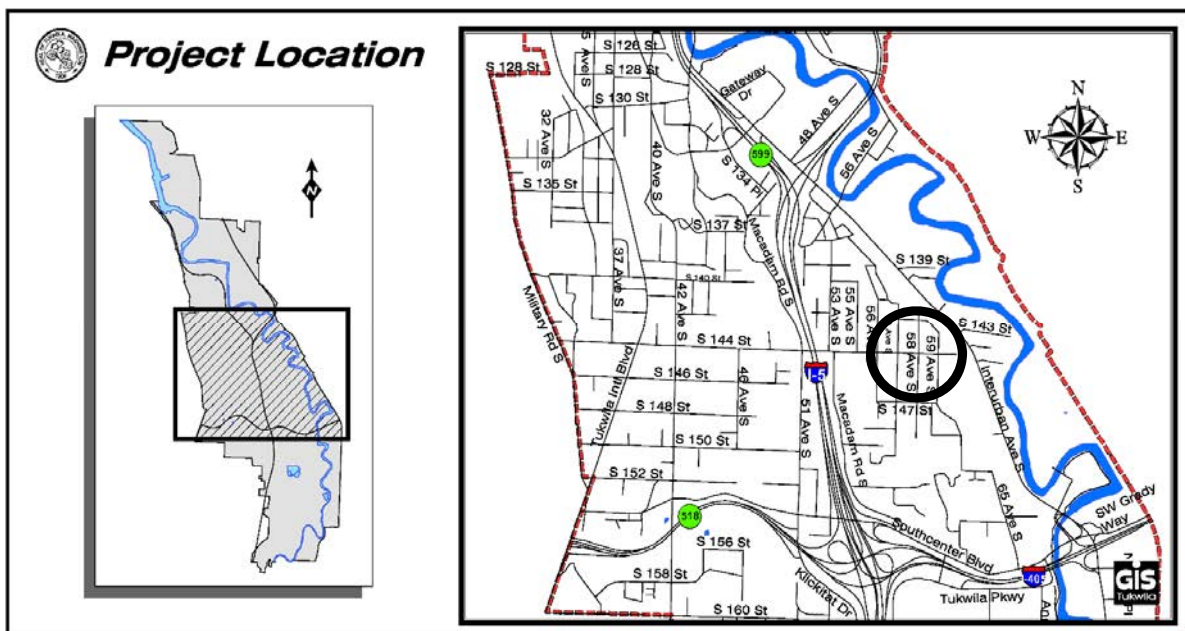 Project Location
N
S 126 St
S 128 St
S 128 St
S 130 St
Gateway Dr
32 Ave S
40 Ave S
48 Ave S
56 Ave S
599
S 134 Pl
S 135 St
S 137 St
Macadam Rd S
N
W
E
S
S 139 St
S 140 St
37 Ave S
42 Ave S
Military Rd S
53 Ave S
55 Ave S
58 Ave S
59 Ave S
S 143 St
S 144 St
S 146 St
46 Ave S
I-5
S 147 St
S 148 St
Tukwila Intl Blvd
51 Ave S
Macadam Rd S
Interurban Ave S
S 150 St
S 152 St
65 Ave S
SW Grady Way
518
Southcenter Blvd
S 156 St
S 158 St
Klickitat Dr
Tukwila Pkwy
S 160 St
GIS
Tukwila